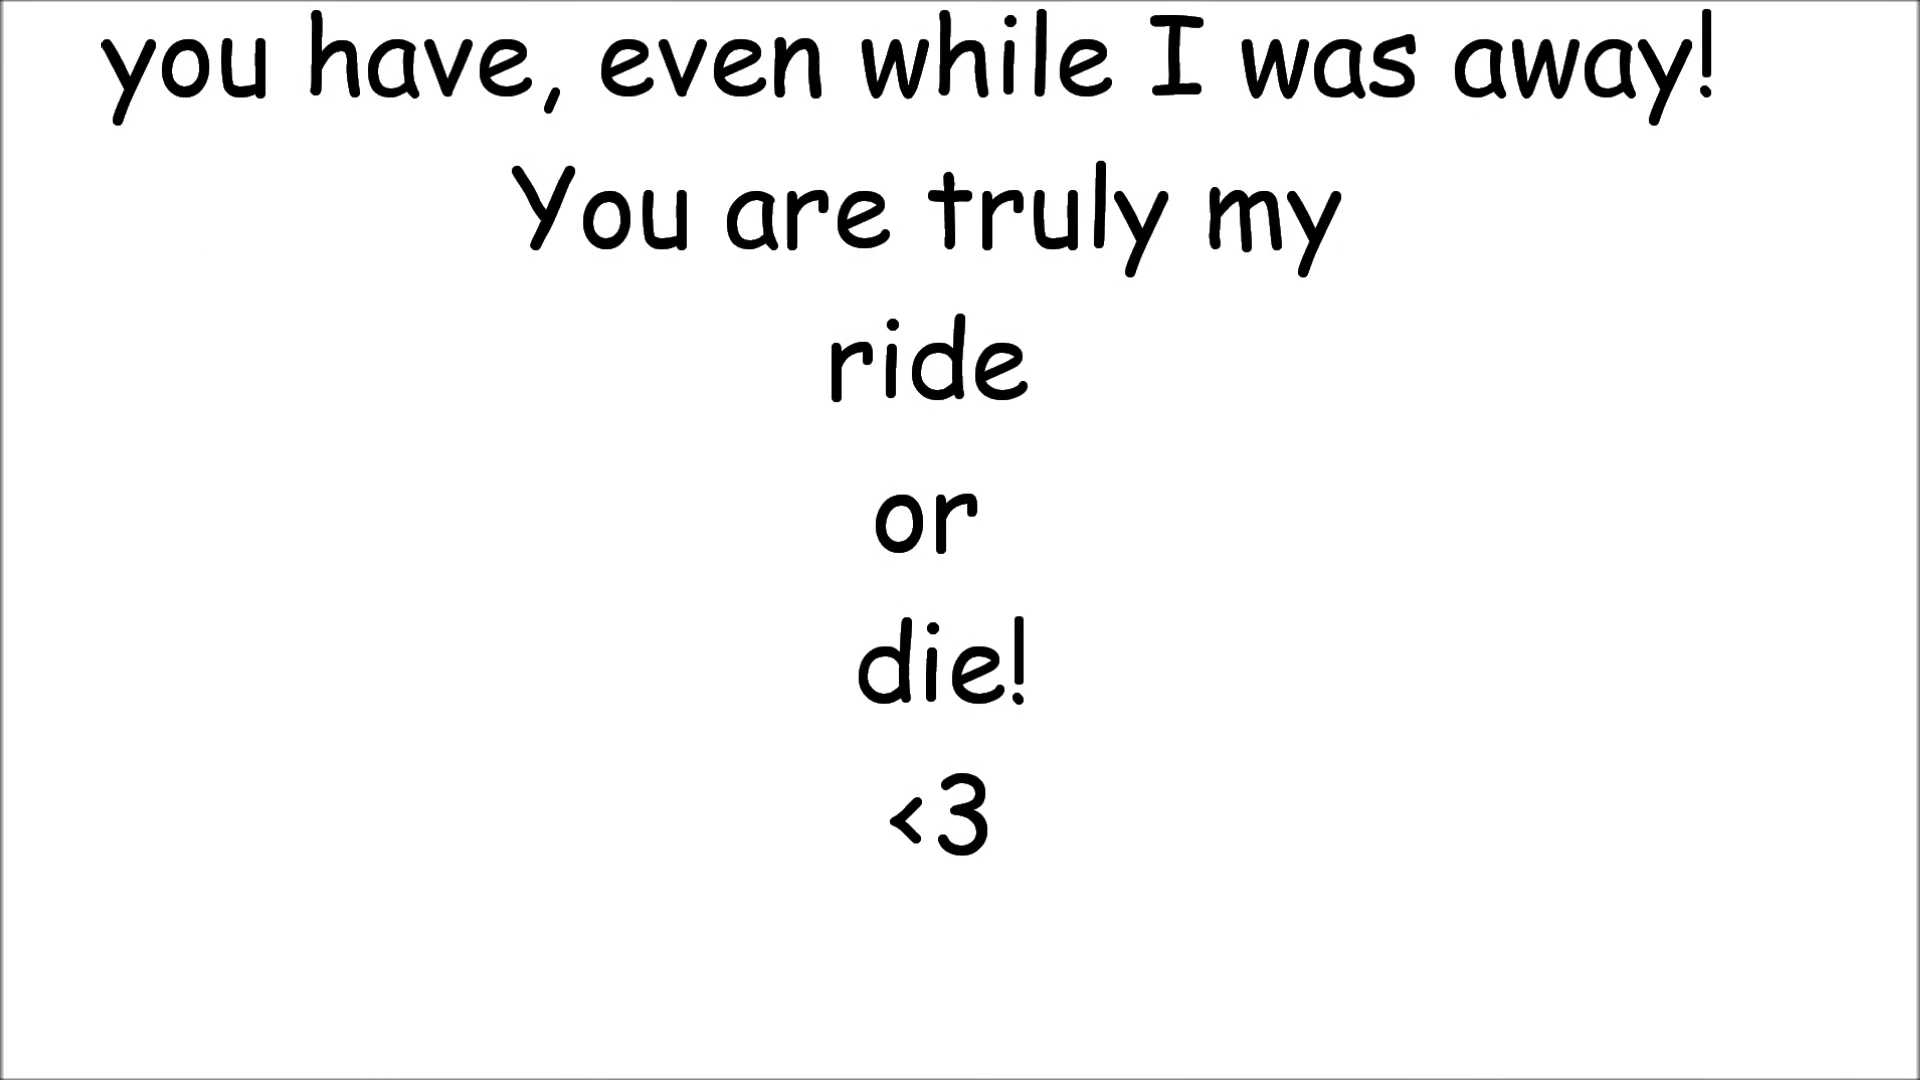 you have, even while I was away!
You are truly my
ride
or
die!
<3